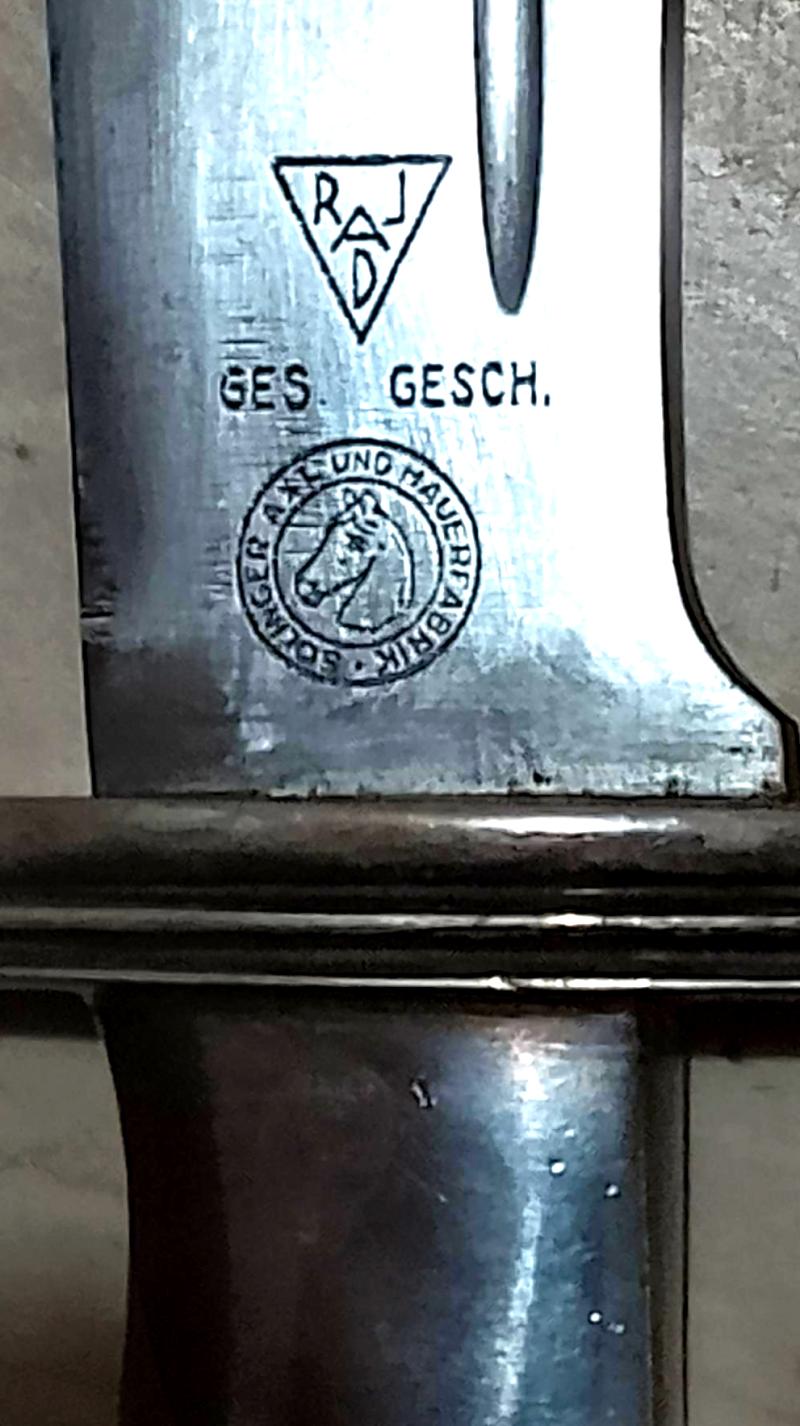 R A J
D
GES. GESCH.
SOLINGER AXT UND HAUERFABRIK ·